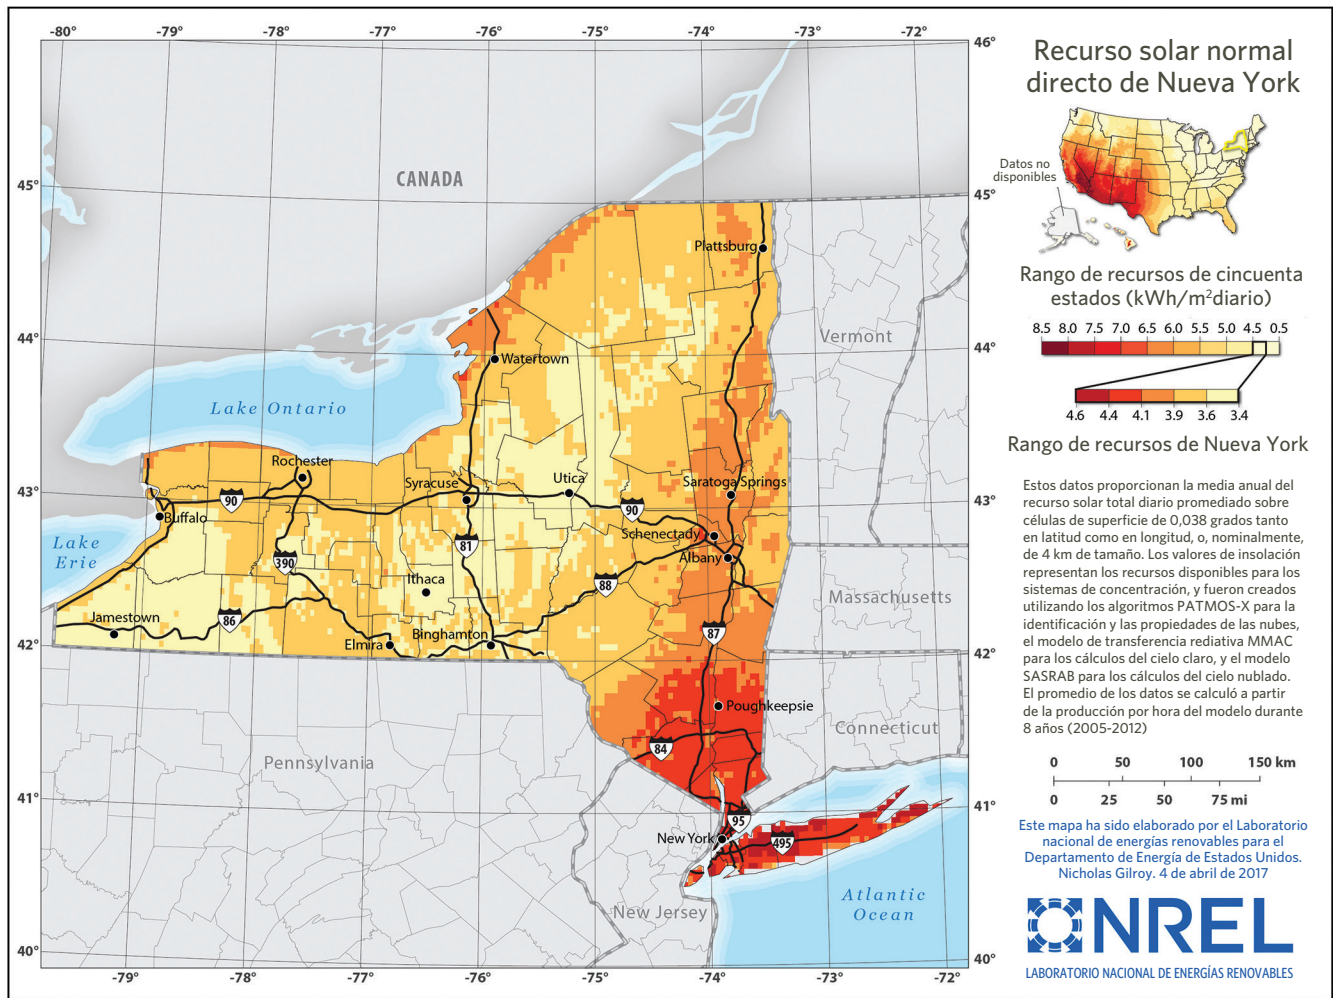 -80°
-79°
-78°
-77°
-76°
-75°
-74°
-73°
-72°
46°
45°
45°
44°
44°
43°
43°
42°
42°
41°
41°
40°
40°
-79°
-78°
-77°
-76°
-75°
-74°
-73°
-72°
CANADA
Plattsburg
Vermont
Watertown
Lake Ontario
Rochester
Syracuse
Utica
Saratoga Springs
90
90
Buffalo
Schenectady
Albany
Lake
Erie
390
81
88
Ithaca
Massachusetts
Jamestown
86
Elmira
Binghamton
87
Poughkeepsie
Connecticut
84
Pennsylvania
95
New York
495
New Jersey
Atlantic
Ocean
Recurso solar normal
directo de Nueva York
Datos no
disponibles
Rango de recursos de cincuenta
estados (kWh/m²diario)
8.5 8.0 7.5 7.0 6.5 6.0 5.5 5.0 4.5 0.5
4.6 4.4 4.1 3.9 3.6 3.4
Rango de recursos de Nueva York
Estos datos proporcionan la media anual del
recurso solar total diario promediado sobre
células de superficie de 0,038 grados tanto
en latitud como en longitud, o, nominalmente,
de 4 km de tamaño. Los valores de insolación
representan los recursos disponibles para los
sistemas de concentración, y fueron creados
utilizando los algoritmos PATMOS-X para la
identificación y las propiedades de las nubes,
el modelo de transferencia rediativa MMAC
para los cálculos del cielo claro, y el modelo
SASRAB para los cálculos del cielo nublado.
El promedio de los datos se calculó a partir
de la producción por hora del modelo durante
8 años (2005-2012)
0 50 100 150 km
0 25 50 75 mi
Este mapa ha sido elaborado por el Laboratorio
nacional de energías renovables para el
Departamento de Energía de Estados Unidos.
Nicholas Gilroy. 4 de abril de 2017
NREL
LABORATORIO NACIONAL DE ENERGÍAS RENOVABLES